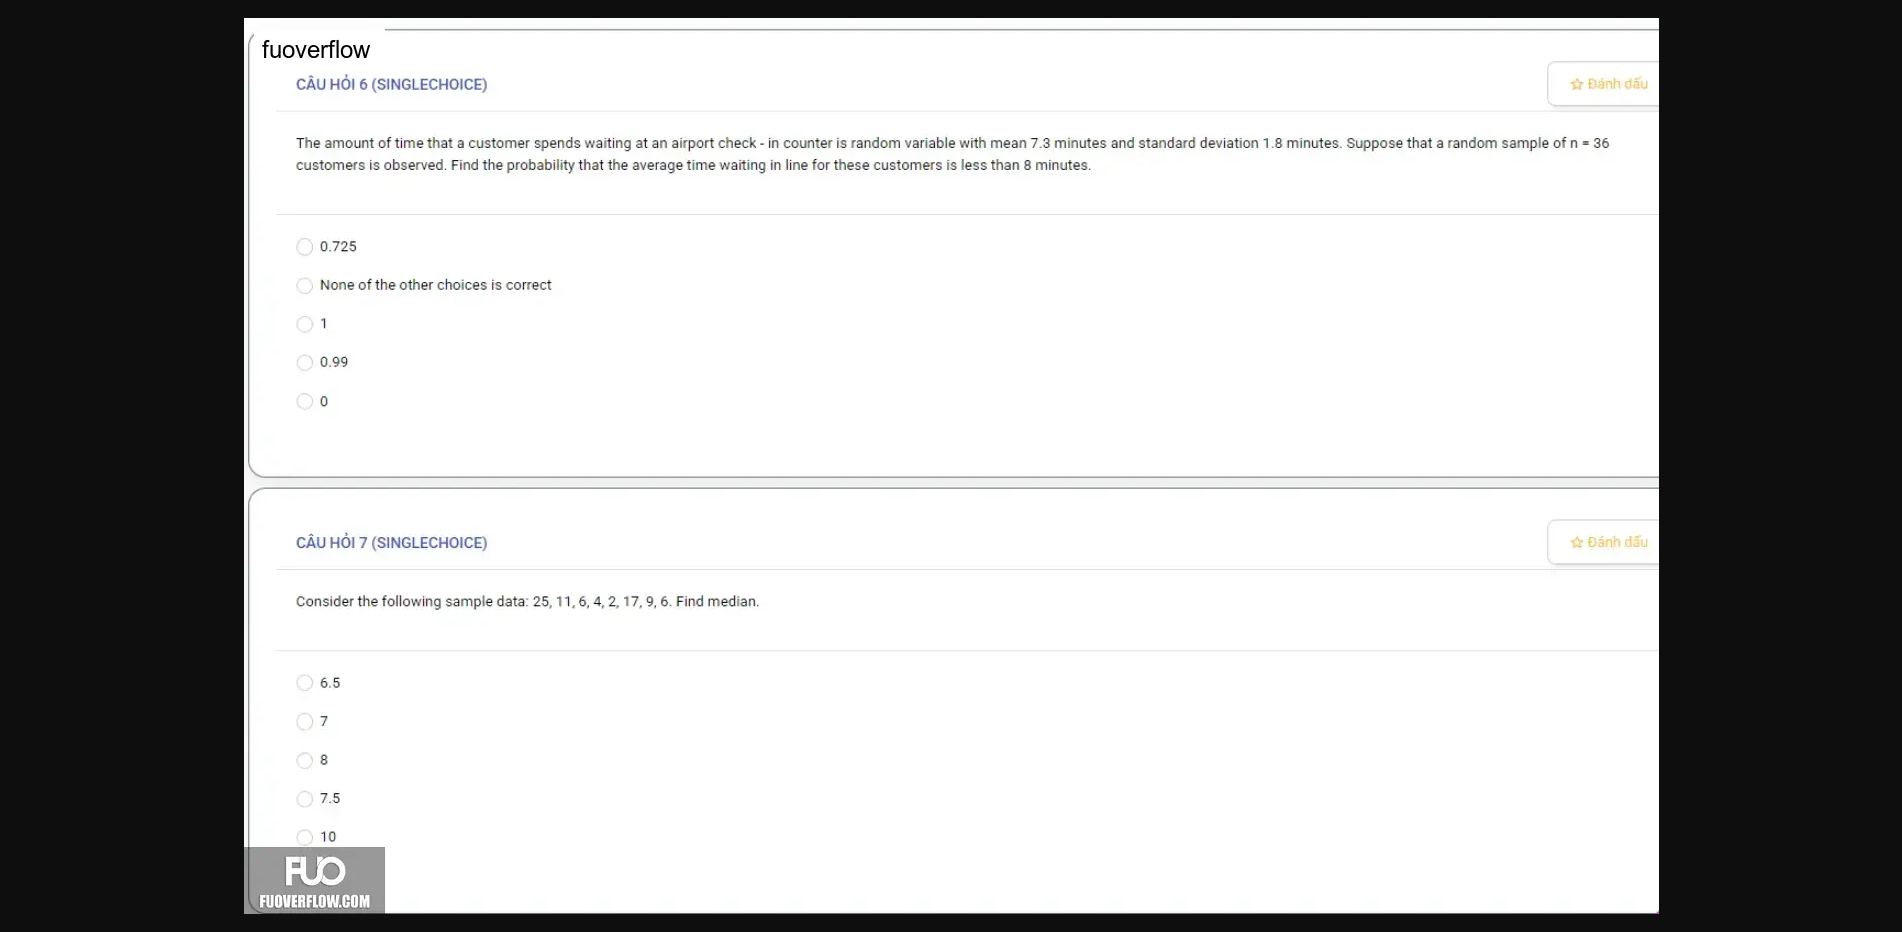 fuoverflow
CÂU HỎI 6 (SINGLECHOICE)
Đánh dấu
The amount of time that a customer spends waiting at an airport check - in counter is random variable with mean 7.3 minutes and standard deviation 1.8 minutes. Suppose that a random sample of n = 36
customers is observed. Find the probability that the average time waiting in line for these customers is less than 8 minutes.
0.725
None of the other choices is correct
1
0.99
0
CÂU HỎI 7 (SINGLECHOICE)
Đánh dấu
Consider the following sample data: 25, 11, 6, 4, 2, 17, 9, 6. Find median.
6.5
7
8
7.5
10
FUO
FUOVERFLOW.COM